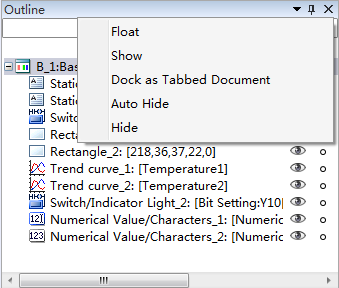 Outline
Float
Show
Dock as Tabbed Document
Auto Hide
Hide
B_1:Bas
Static
Static
Switch
Recta
Rectangle_2: [218,36,37,22,0]
Trend curve_1: [Temperature1]
Trend curve_2: [Temperature2]
Switch/Indicator Light_2: [Bit Setting:Y10[
Numerical Value/Characters_1: [Numeric
Numerical Value/Characters_2: [Numeric